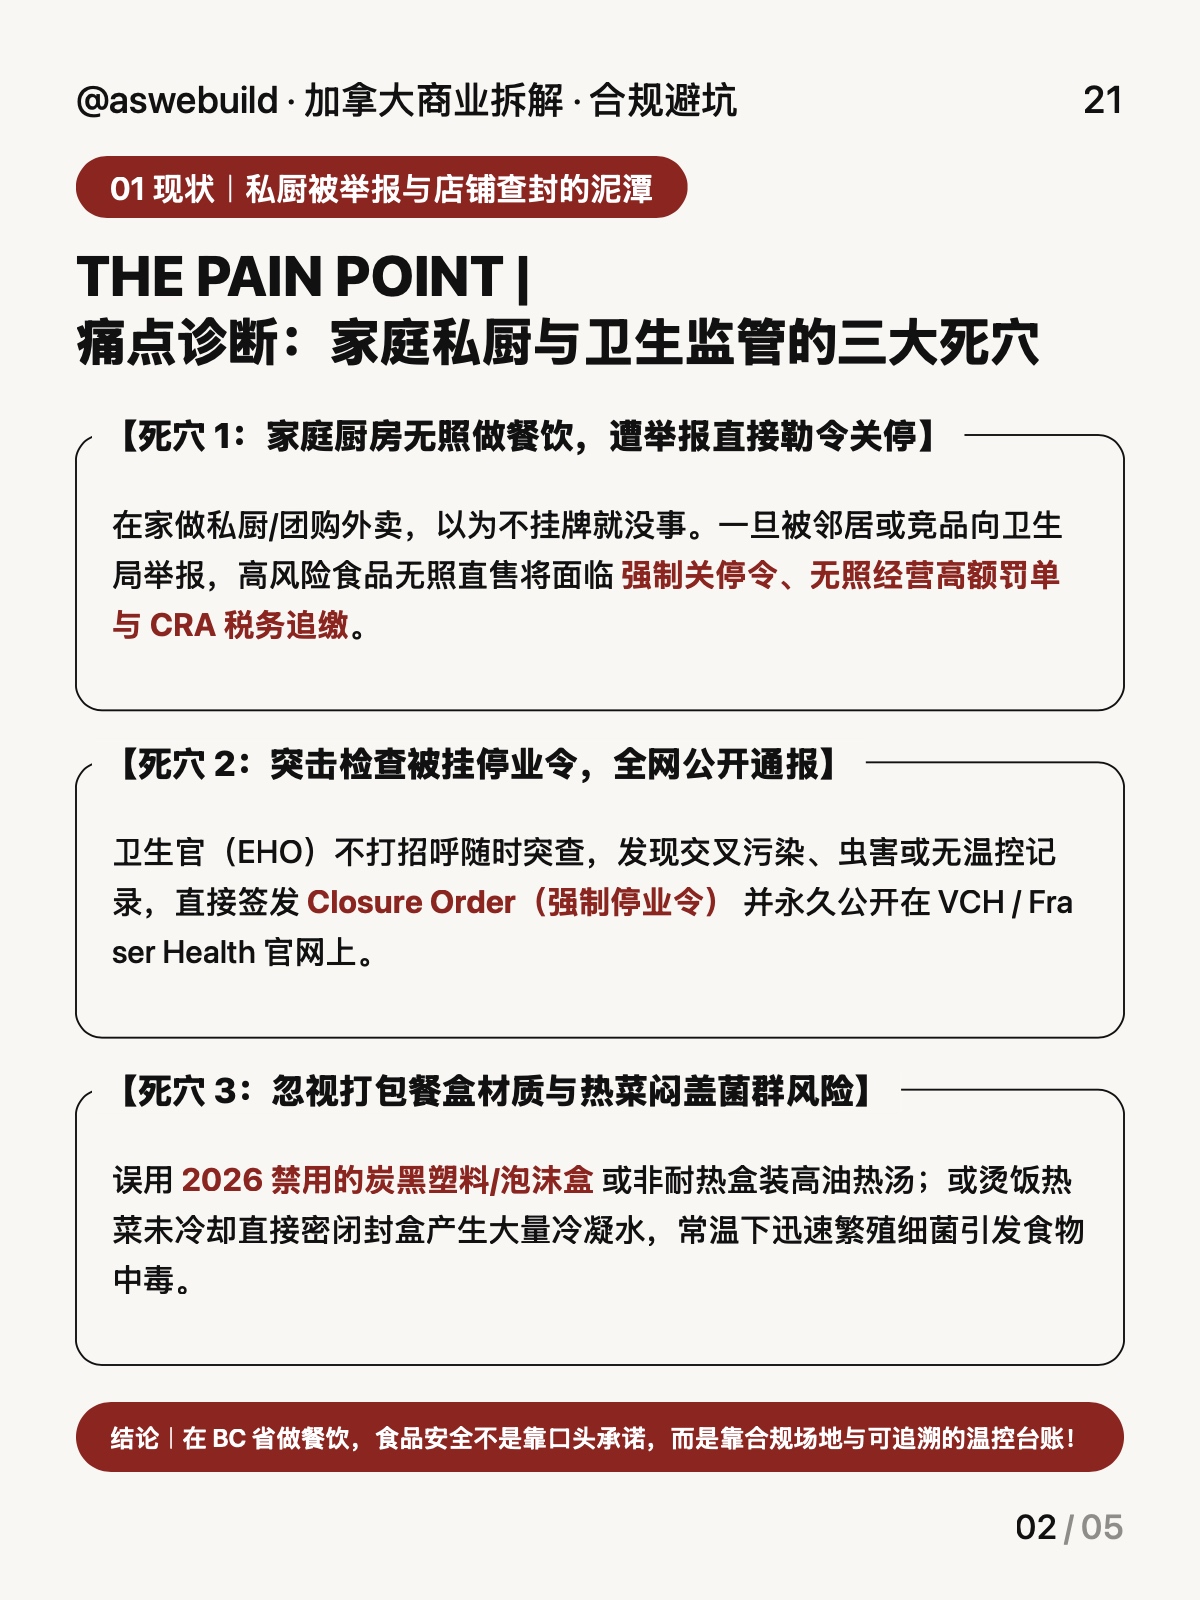 @aswebuild · 加拿大商业拆解 · 合规避坑
21
01 现状｜私厨被举报与店铺查封的泥潭
THE PAIN POINT |
痛点诊断：家庭私厨与卫生监管的三大死穴
【死穴 1：家庭厨房无照做餐饮，遭举报直接勒令关停】
在家做私厨/团购外卖，以为不挂牌就没事。一旦被邻居或竞品向卫生
局举报，高风险食品无照直售将面临 强制关停令、无照经营高额罚单
与 CRA 税务追缴。
【死穴 2：突击检查被挂停业令，全网公开通报】
卫生官（EHO）不打招呼随时突查，发现交叉污染、虫害或无温控记
录，直接签发 Closure Order（强制停业令） 并永久公开在 VCH / Fra
ser Health 官网上。
【死穴 3：忽视打包餐盒材质与热菜闷盖菌群风险】
误用 2026 禁用的炭黑塑料/泡沫盒 或非耐热盒装高油热汤；或烫饭热
菜未冷却直接密闭封盒产生大量冷凝水，常温下迅速繁殖细菌引发食物
中毒。
结论｜在 BC 省做餐饮，食品安全不是靠口头承诺，而是靠合规场地与可追溯的温控台账！
02 / 05